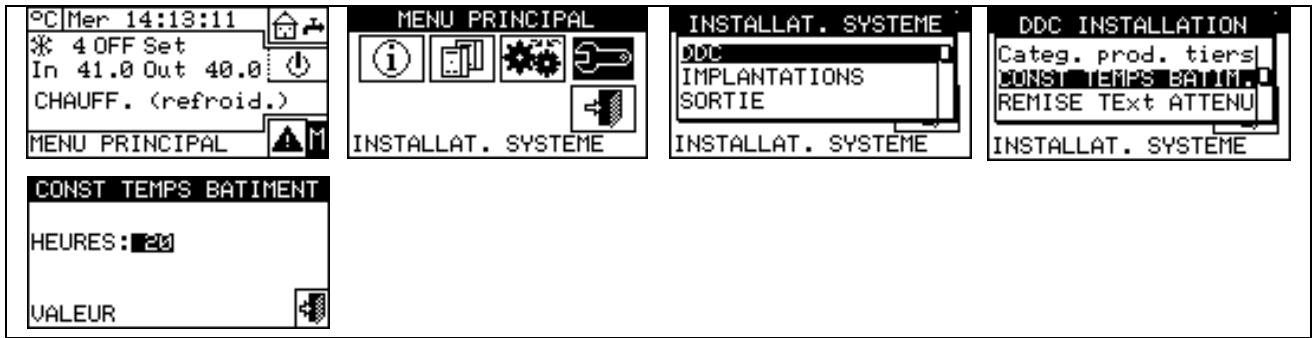 ºC Mer 14:13:11
4 OFF Set
In 41.0 Out 40.0
CHAUFF. (refroid.)
MENU PRINCIPAL M
MENU PRINCIPAL
INSTALLAT. SYSTEME
INSTALLAT. SYSTEME
DDC
IMPLANTATIONS
SORTIE
INSTALLAT. SYSTEME
DDC INSTALLATION
Categ. prod. tiers
CONST TEMPS BATIM.
REMISE TExt ATTENU
INSTALLAT. SYSTEME
CONST TEMPS BATIMENT
HEURES: 20
VALEUR